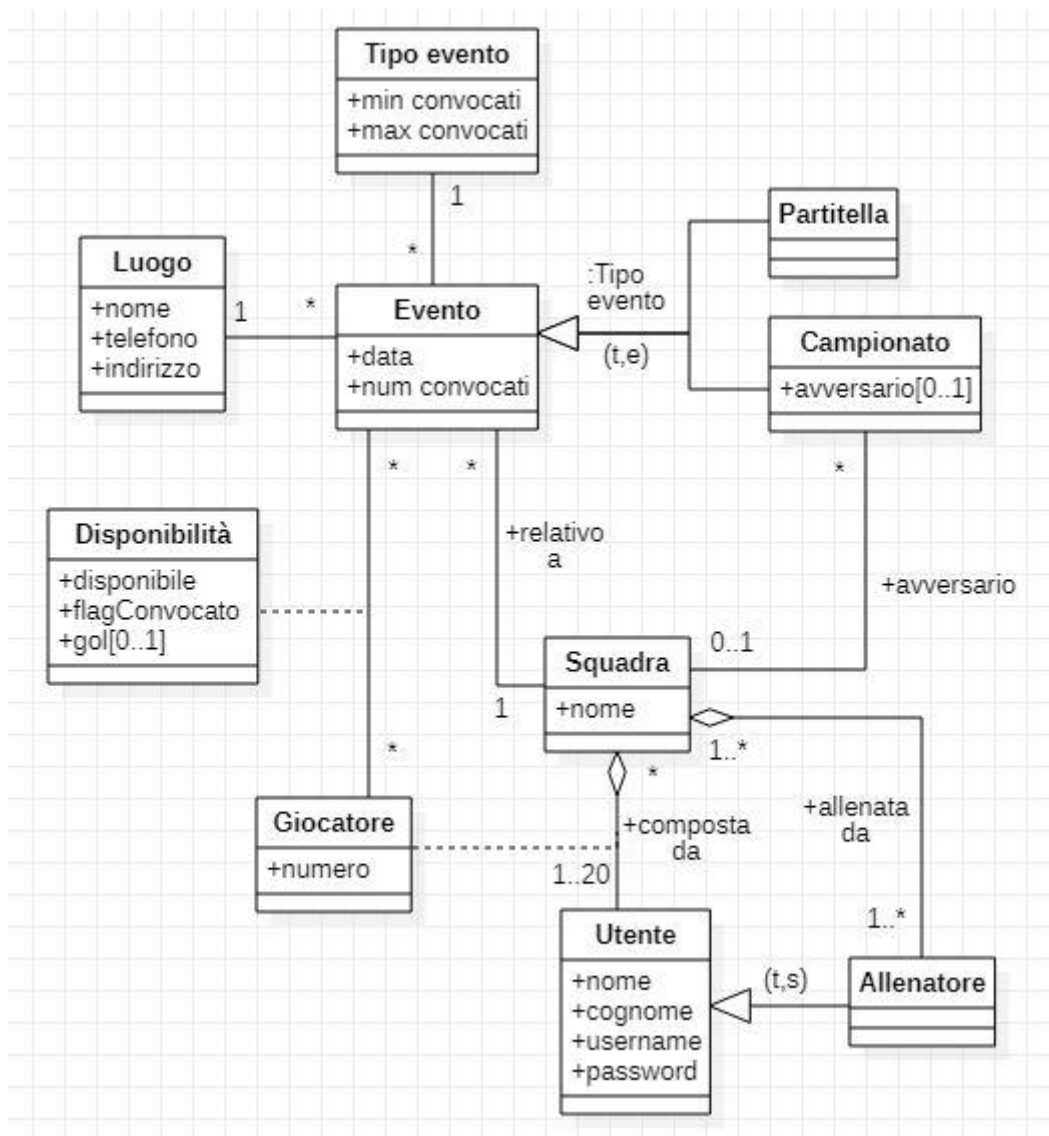 Tipo evento
+min convocati
+max convocati
1
*
Partitella
Luogo
+nome
+telefono
+indirizzo
1
*
Evento
+data
+num convocati
:Tipo
evento
(t,e)
Campionato
+avversario[0..1]
*
*
*
Disponibilità
+disponibile
+flagConvocato
+gol[0..1]
+relativo
a
+avversario
0..1
Squadra
+nome
1
1..*
*
*
Giocatore
+numero
+composta
da
1..20
+allenata
da
1..*
Utente
+nome
+cognome
+username
+password
(t,s)
Allenatore